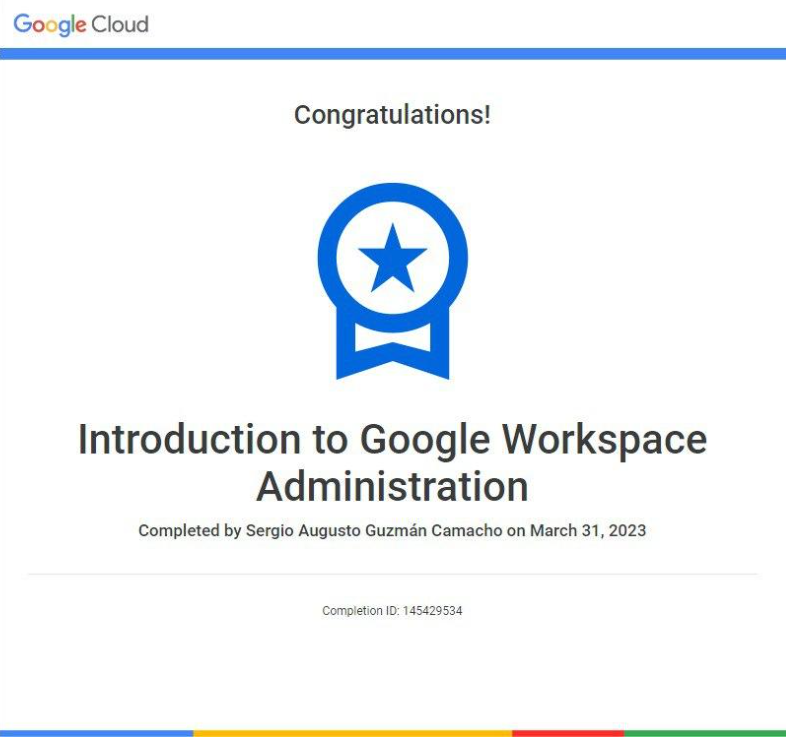 Google Cloud
Congratulations!
Introduction to Google Workspace
Administration
Completed by Sergio Augusto Guzmán Camacho on March 31, 2023
Completion ID: 145429534